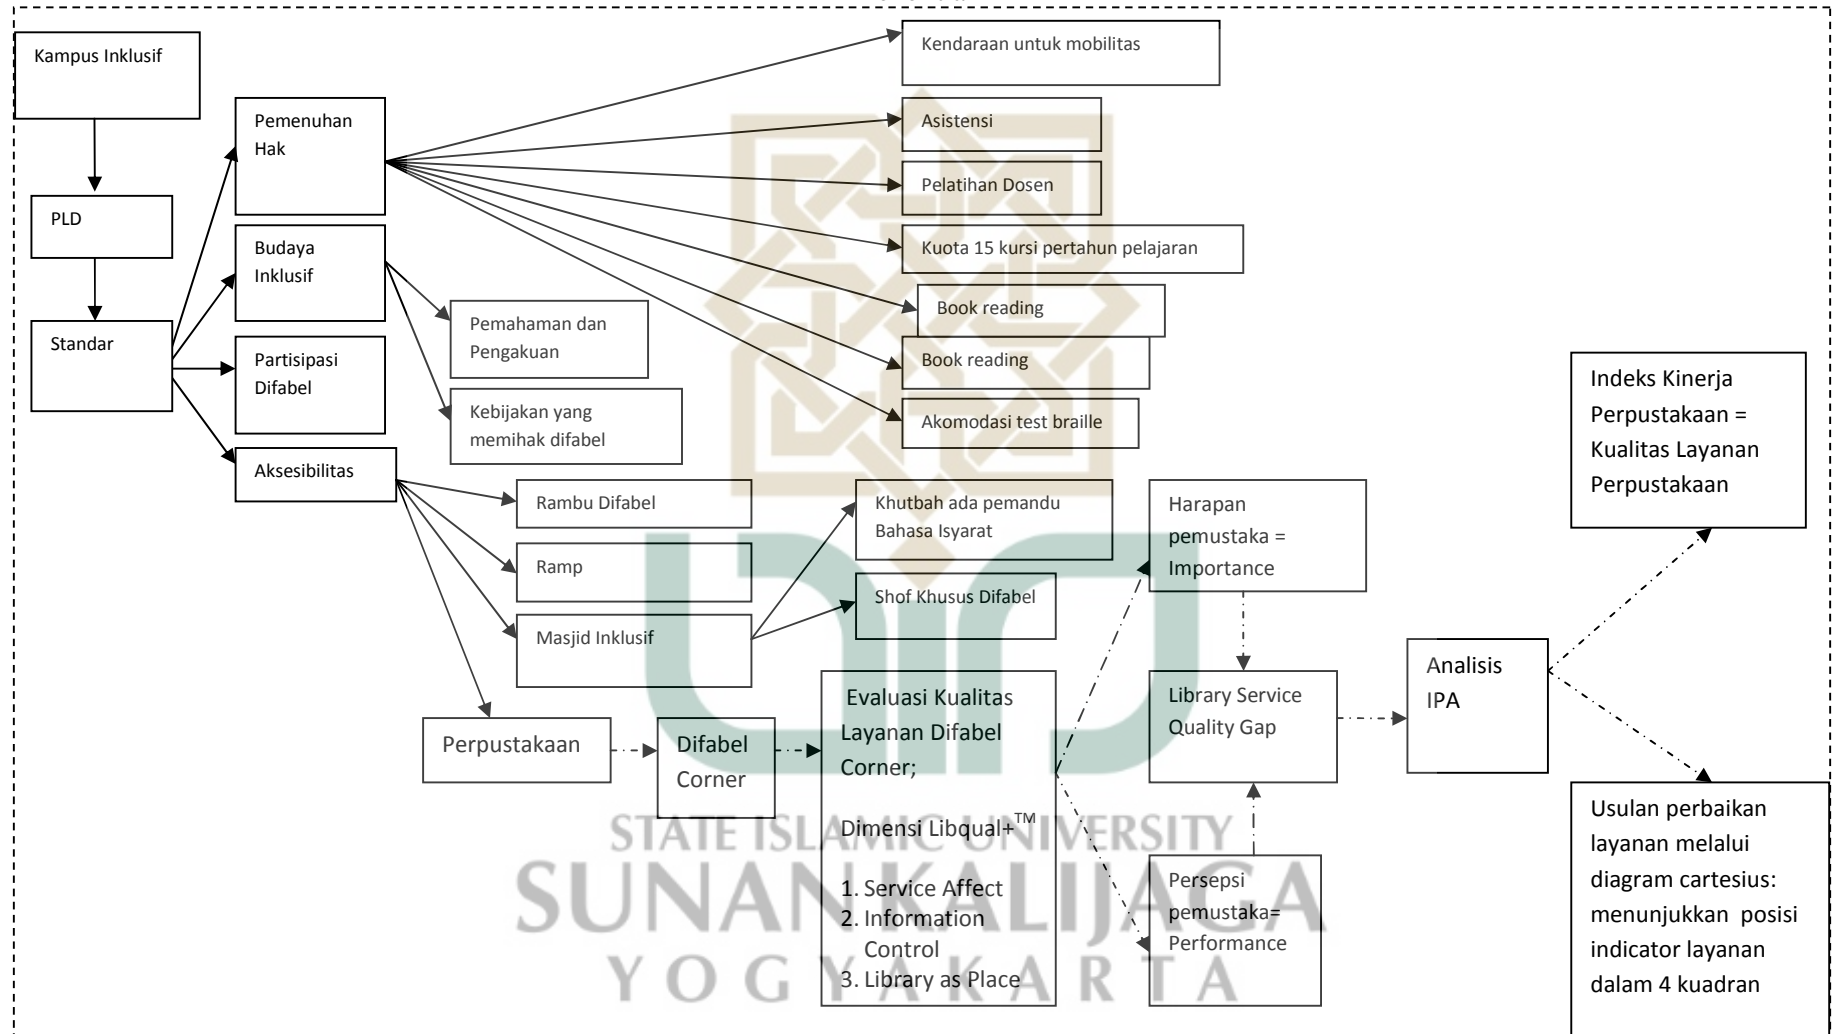 Kampus Inklusif
PLD
Standar
Pemenuhan
Hak
Budaya
Inklusif
Partisipasi
Difabel
Aksesibilitas
Kendaraan untuk mobilitas
Asistensi
Pelatihan Dosen
Kuota 15 kursi pertahun pelajaran
Book reading
Book reading
Akomodasi test braille
Pemahaman dan
Pengakuan
Kebijakan yang
memihak difabel
Rambu Difabel
Ramp
Masjid Inklusif
Khutbah ada pemandu
Bahasa Isyarat
Shof Khusus Difabel
Perpustakaan
Difabel
Corner
Evaluasi Kualitas
Layanan Difabel
Corner;
Dimensi Libqual+™
1. Service Affect
2. Information
Control
3. Library as Place
Harapan
pemustaka =
Importance
Library Service
Quality Gap
Persepsi
pemustaka=
Performance
Analisis
IPA
Indeks Kinerja
Perpustakaan =
Kualitas Layanan
Perpustakaan
Usulan perbaikan
layanan melalui
diagram cartesius:
menunjukkan posisi
indicator layanan
dalam 4 kuadran
STATE ISLAMIC UNIVERSITY
SUNAN KALIJAGA
YOGYAKARTA